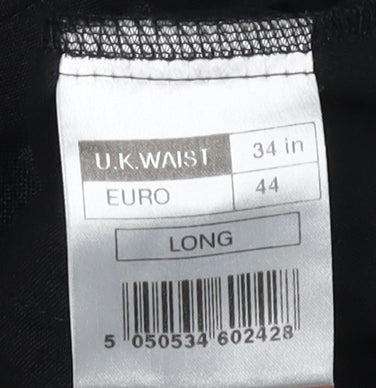 U.K.WAIST 34 in
EURO 44
LONG
5 050534 602428